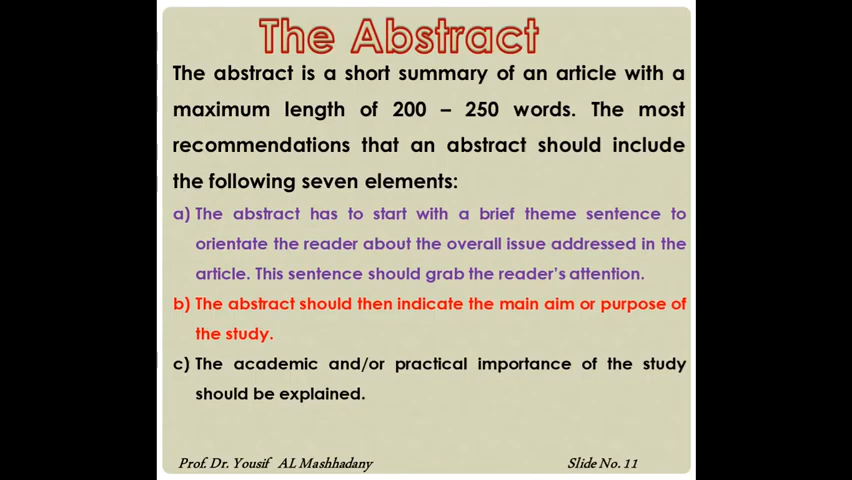 The Abstract
The abstract is a short summary of an article with a
maximum length of 200 – 250 words. The most
recommendations that an abstract should include
the following seven elements:
a) The abstract has to start with a brief theme sentence to
orientate the reader about the overall issue addressed in the
article. This sentence should grab the reader's attention.
b) The abstract should then indicate the main aim or purpose of
the study.
c) The academic and/or practical importance of the study
should be explained.
Prof. Dr. Yousif AL Mashhadany Slide No. 11